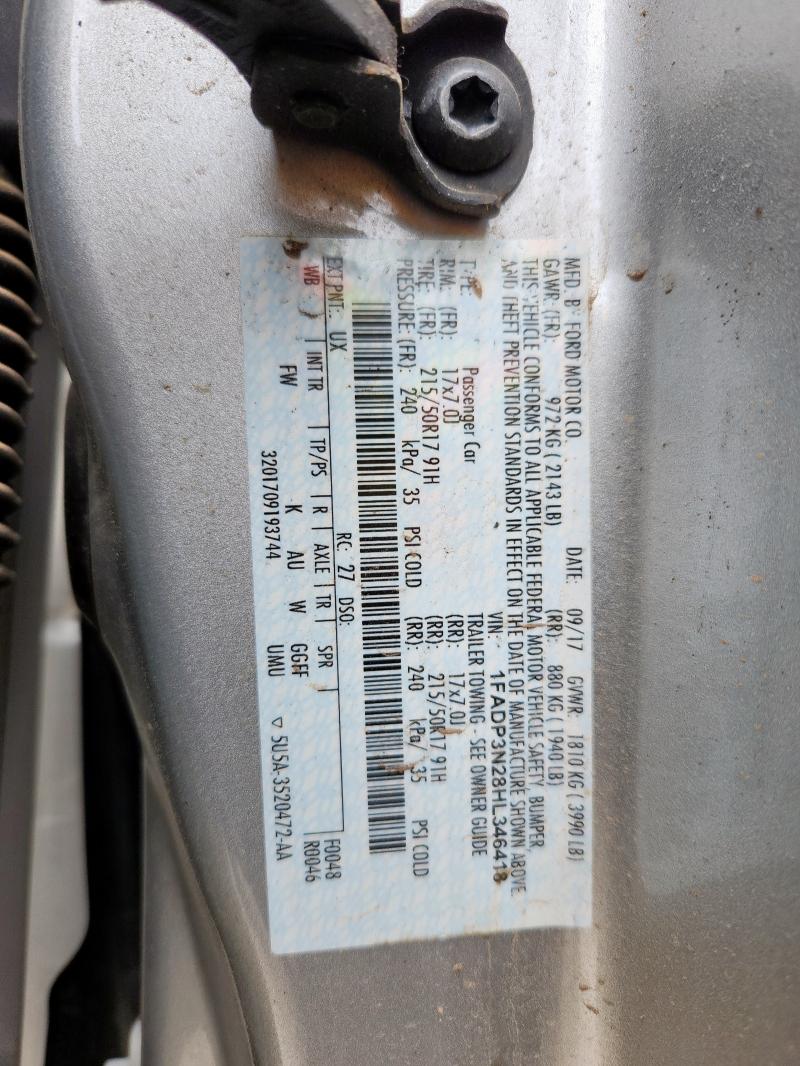 MFD. BY FORD MOTOR CO.
DATE: 09/17 GVWR: 1810 KG ( 3990 LB)
GAWR: (FR): 972 KG ( 2143 LB) (RR): 880 KG ( 1940 LB)
THIS VEHICLE CONFORMS TO ALL APPLICABLE FEDERAL MOTOR VEHICLE SAFETY, BUMPER,
AND THEFT PREVENTION STANDARDS IN EFFECT ON THE DATE OF MANUFACTURE SHOWN ABOVE
VIN: 1FADP3N28HL346418
TYPE: Passenger Car TRAILER TOWING - SEE OWNER GUIDE
RIM: (FR): 17x7.0J (RR): 17x7.0J
TIRE: (FR): 215/50R17 91H (RR): 215/50R17 91H
PRESSURE: (FR): 240 kPa/ 35 PSI COLD (RR): 240 kPa/ 35 PSI COLD
EXT PNT: UX RC: 27 DSO: F0048
WB INT TR TP/PS R AXLE TR SPR R0046
FW K AU W GGFF
3201709193744 UMU ▽ 5U5A-3520472-AA